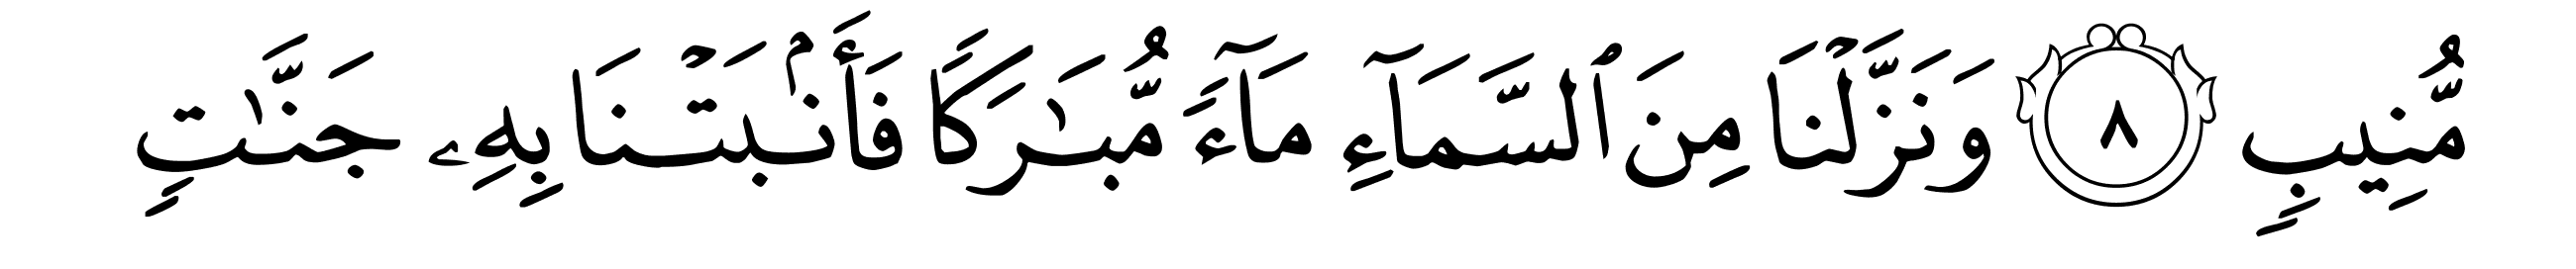 مُّنِيبٍ ٨ وَنَزَّلْنَا مِنَ ٱلسَّمَآءِ مَآءً مُّبَٰرَكًا فَأَنۢبَتْنَا بِهِۦ جَنَّٰتٍ